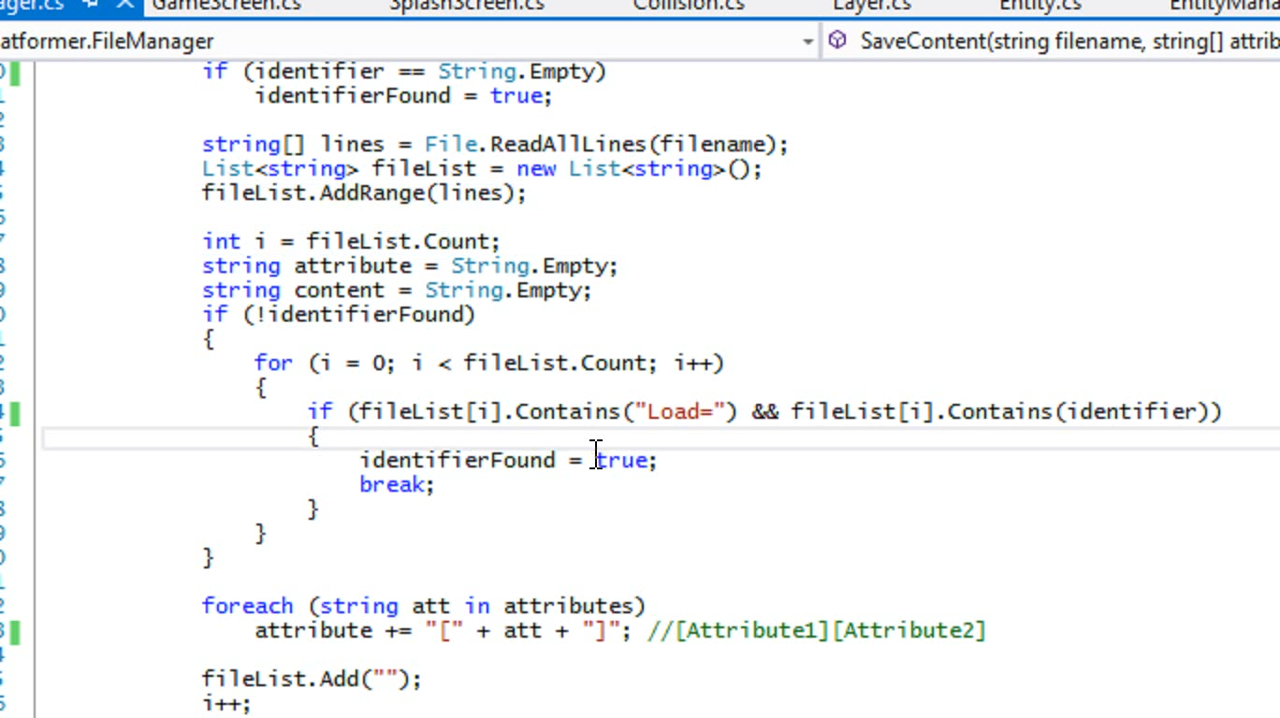 ager.cs GameScreen.cs SplashScreen.cs Collision.cs Layer.cs Entity.cs EntityMana
atformer.FileManager SaveContent(string filename, string[] attrib
if (identifier == String.Empty)
identifierFound = true;
string[] lines = File.ReadAllLines(filename);
List<string> fileList = new List<string>();
fileList.AddRange(lines);
int i = fileList.Count;
string attribute = String.Empty;
string content = String.Empty;
if (!identifierFound)
{
for (i = 0; i < fileList.Count; i++)
{
if (fileList[i].Contains("Load=") && fileList[i].Contains(identifier))
{
identifierFound = true;
break;
}
}
}
foreach (string att in attributes)
attribute += "[" + att + "]"; //[Attribute1][Attribute2]
fileList.Add("");
i++;